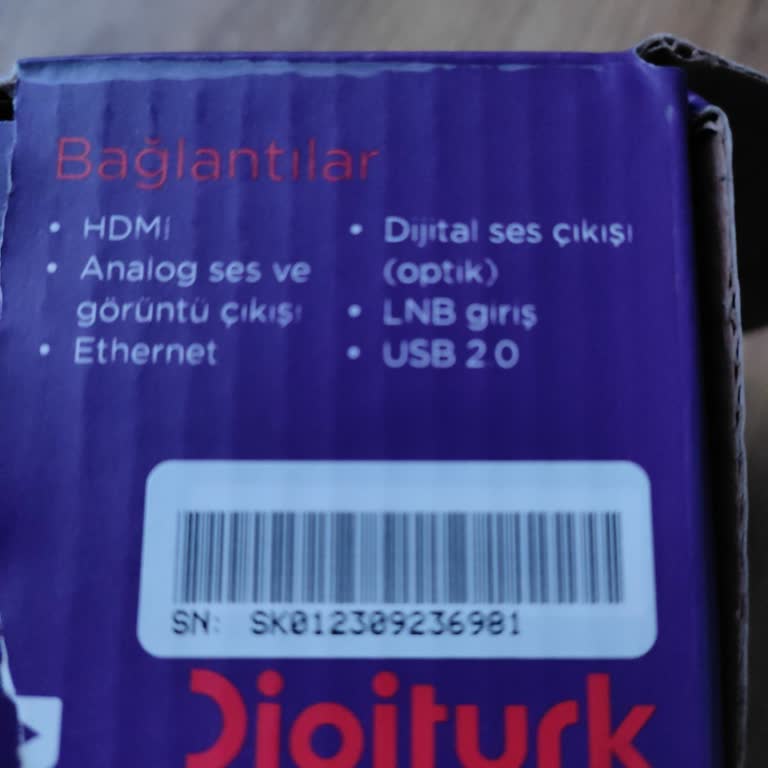 Bağlantılar
• HDMI
• Analog ses ve
görüntü çıkışı
• Ethernet
• Dijital ses çıkışı
(optik)
• LNB giriş
• USB 2.0
SN: SK012309236981
Digiturk